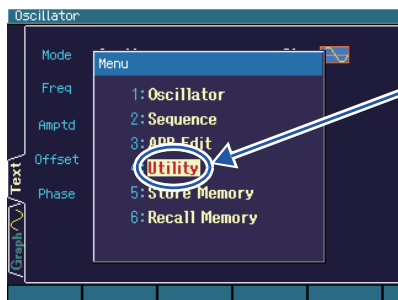 Oscillator
Mode
Menu
Freq
1:Oscillator
Amptd
2:Sequence
3:ARB Edit
Offset
Utility
Text
Phase
5:Store Memory
6:Recall Memory
Graph